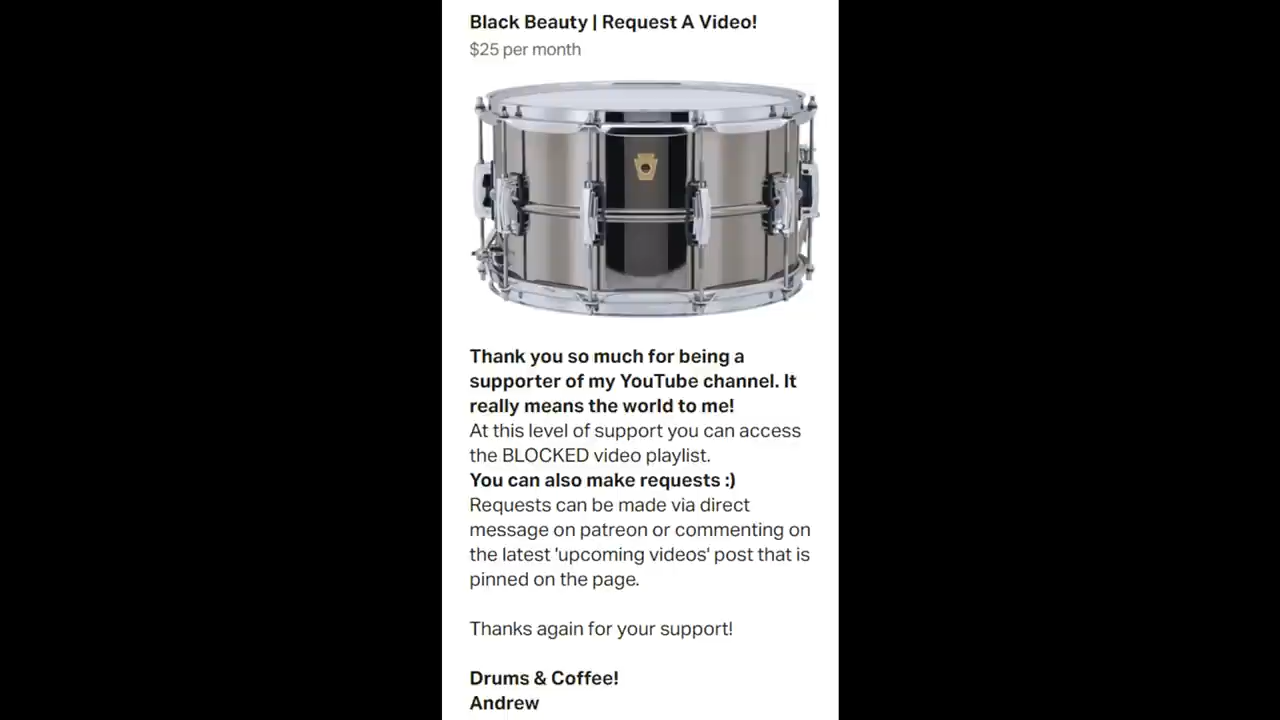 Black Beauty | Request A Video!
$25 per month
Thank you so much for being a
supporter of my YouTube channel. It
really means the world to me!
At this level of support you can access
the BLOCKED video playlist.
You can also make requests :)
Requests can be made via direct
message on patreon or commenting on
the latest 'upcoming videos' post that is
pinned on the page.
Thanks again for your support!
Drums & Coffee!
Andrew